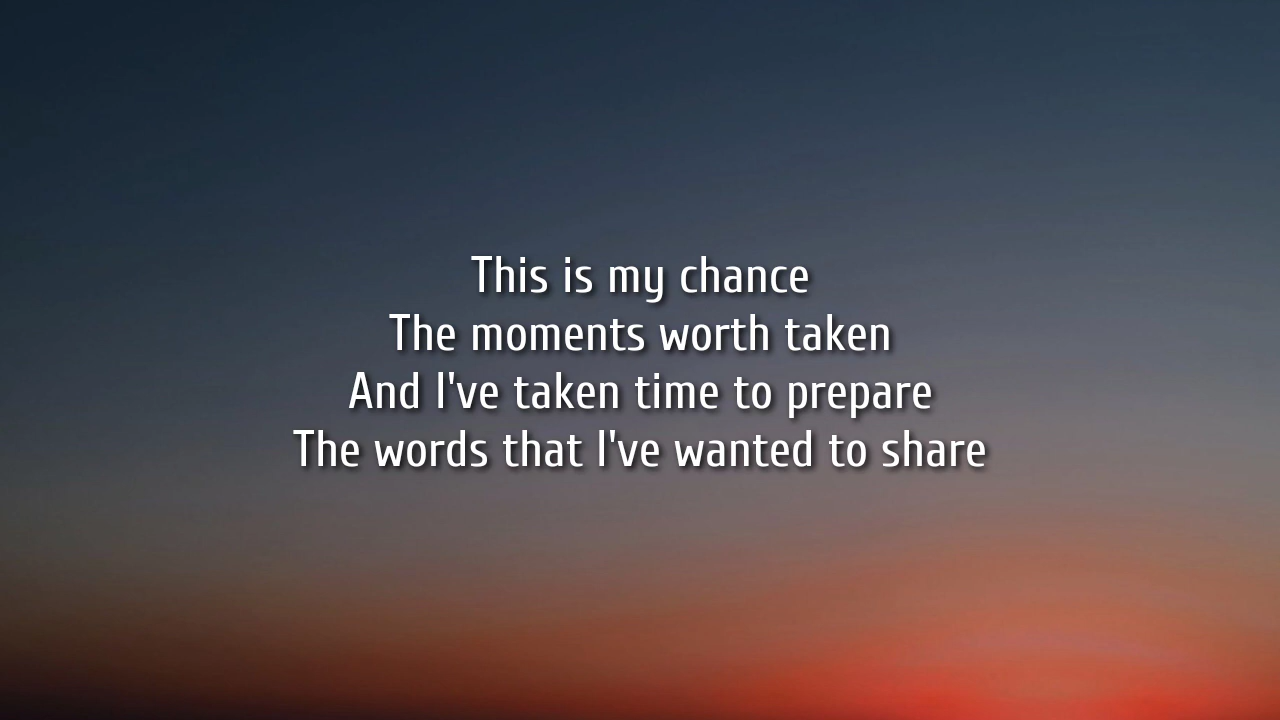 This is my chance
The moments worth taken
And I've taken time to prepare
The words that I've wanted to share